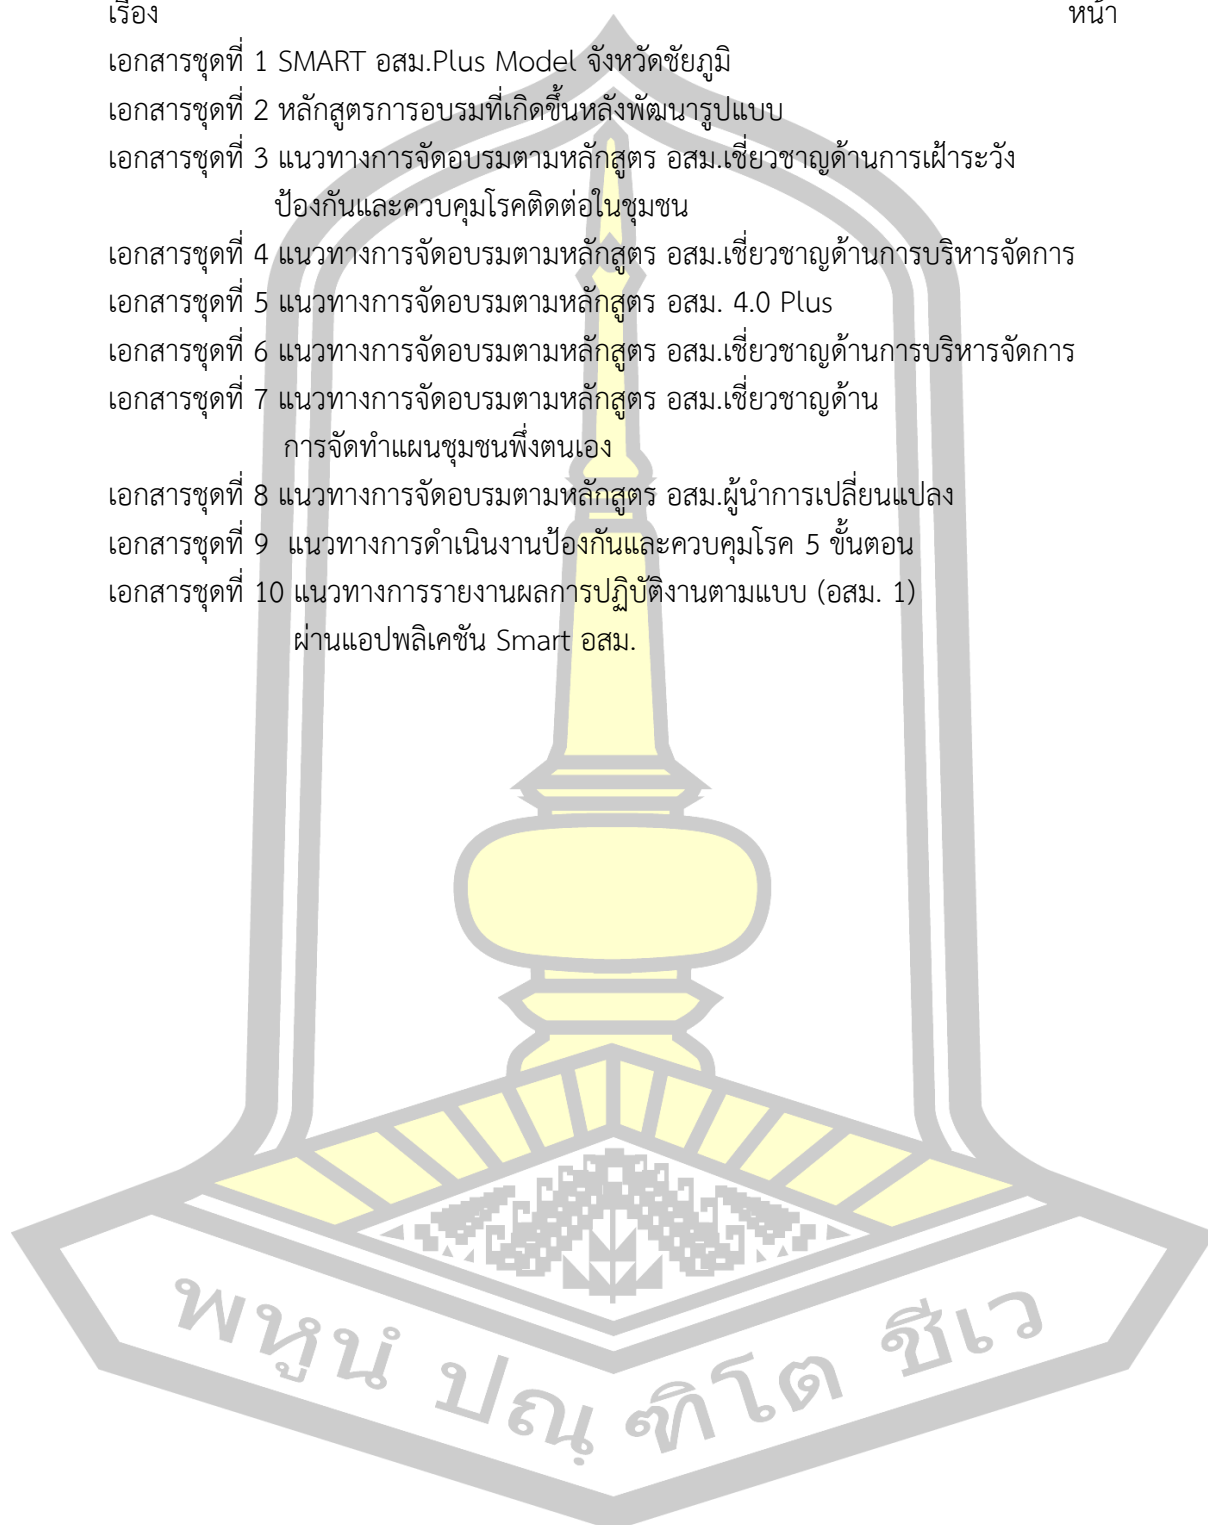 เรื่อง หน้า
เอกสารชุดที่ 1 SMART อสม.Plus Model จังหวัดชัยภูมิ
เอกสารชุดที่ 2 หลักสูตรการอบรมที่เกิดขึ้นหลังพัฒนารูปแบบ
เอกสารชุดที่ 3 แนวทางการจัดอบรมตามหลักสูตร อสม.เชี่ยวชาญด้านการเฝ้าระวัง
ป้องกันและควบคุมโรคติดต่อในชุมชน
เอกสารชุดที่ 4 แนวทางการจัดอบรมตามหลักสูตร อสม.เชี่ยวชาญด้านการบริหารจัดการ
เอกสารชุดที่ 5 แนวทางการจัดอบรมตามหลักสูตร อสม. 4.0 Plus
เอกสารชุดที่ 6 แนวทางการจัดอบรมตามหลักสูตร อสม.เชี่ยวชาญด้านการบริหารจัดการ
เอกสารชุดที่ 7 แนวทางการจัดอบรมตามหลักสูตร อสม.เชี่ยวชาญด้าน
การจัดทำแผนชุมชนพึ่งตนเอง
เอกสารชุดที่ 8 แนวทางการจัดอบรมตามหลักสูตร อสม.ผู้นำการเปลี่ยนแปลง
เอกสารชุดที่ 9 แนวทางการดำเนินงานป้องกันและควบคุมโรค 5 ขั้นตอน
เอกสารชุดที่ 10 แนวทางการรายงานผลการปฏิบัติงานตามแบบ (อสม. 1)
ผ่านแอปพลิเคชัน Smart อสม.
พหูนํ ปณฺฑิโต ชีเว